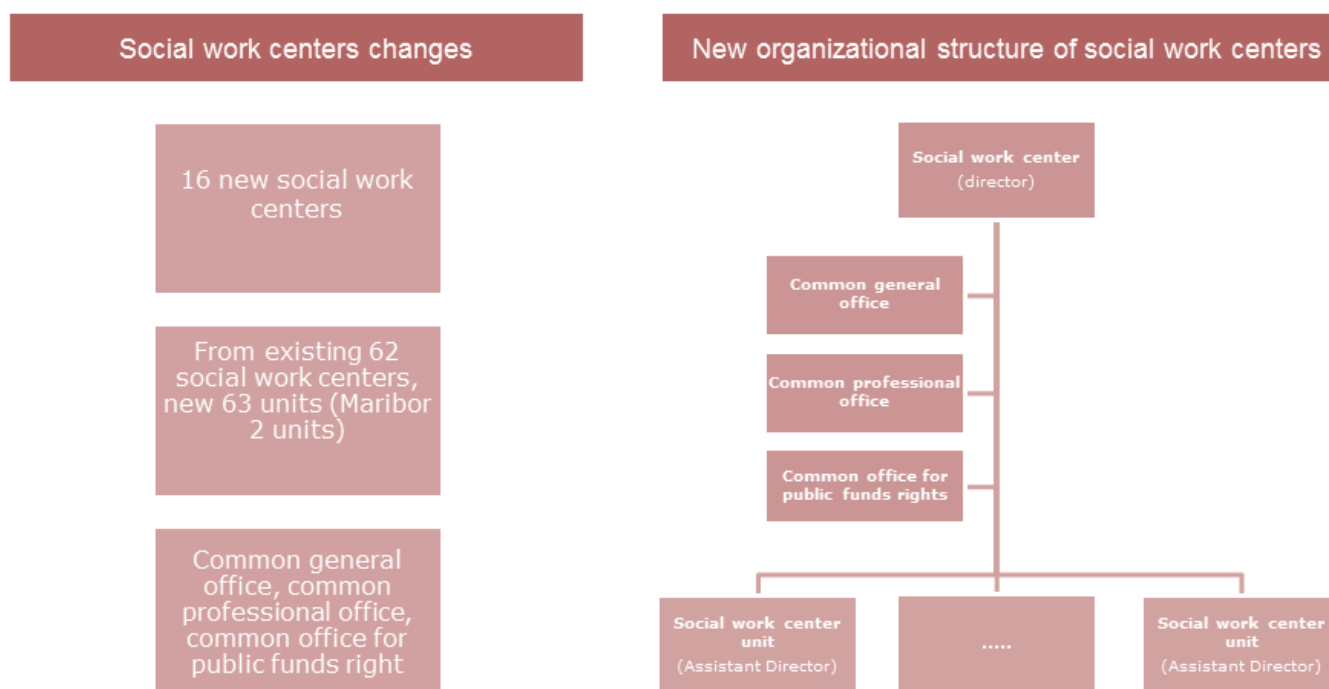 Social work centers changes
16 new social work
centers
From existing 62
social work centers,
new 63 units (Maribor
2 units)
Common general
office, common
professional office,
common office for
public funds right
New organizational structure of social work centers
Social work center
(director)
Common general
office
Common professional
office
Common office for
public funds rights
Social work center
unit
(Assistant Director)
.....
Social work center
unit
(Assistant Director)